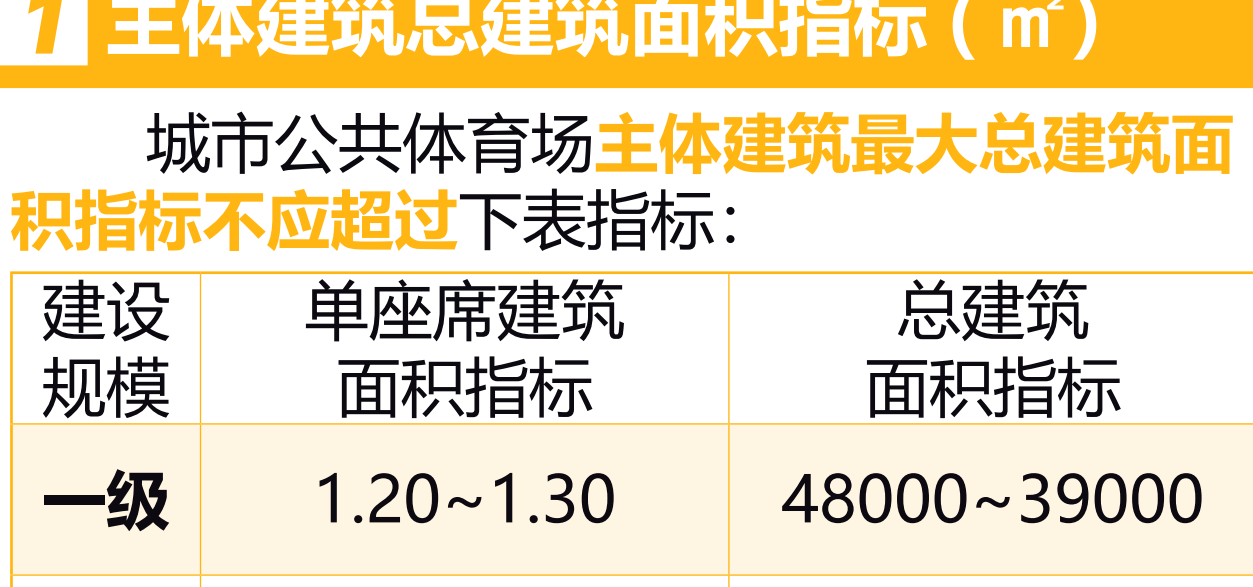 1 主体建筑总建筑面积指标（㎡）
城市公共体育场主体建筑最大总建筑面
积指标不应超过下表指标：
建设规模 单座席建筑面积指标 总建筑面积指标
一级 1.20~1.30 48000~39000